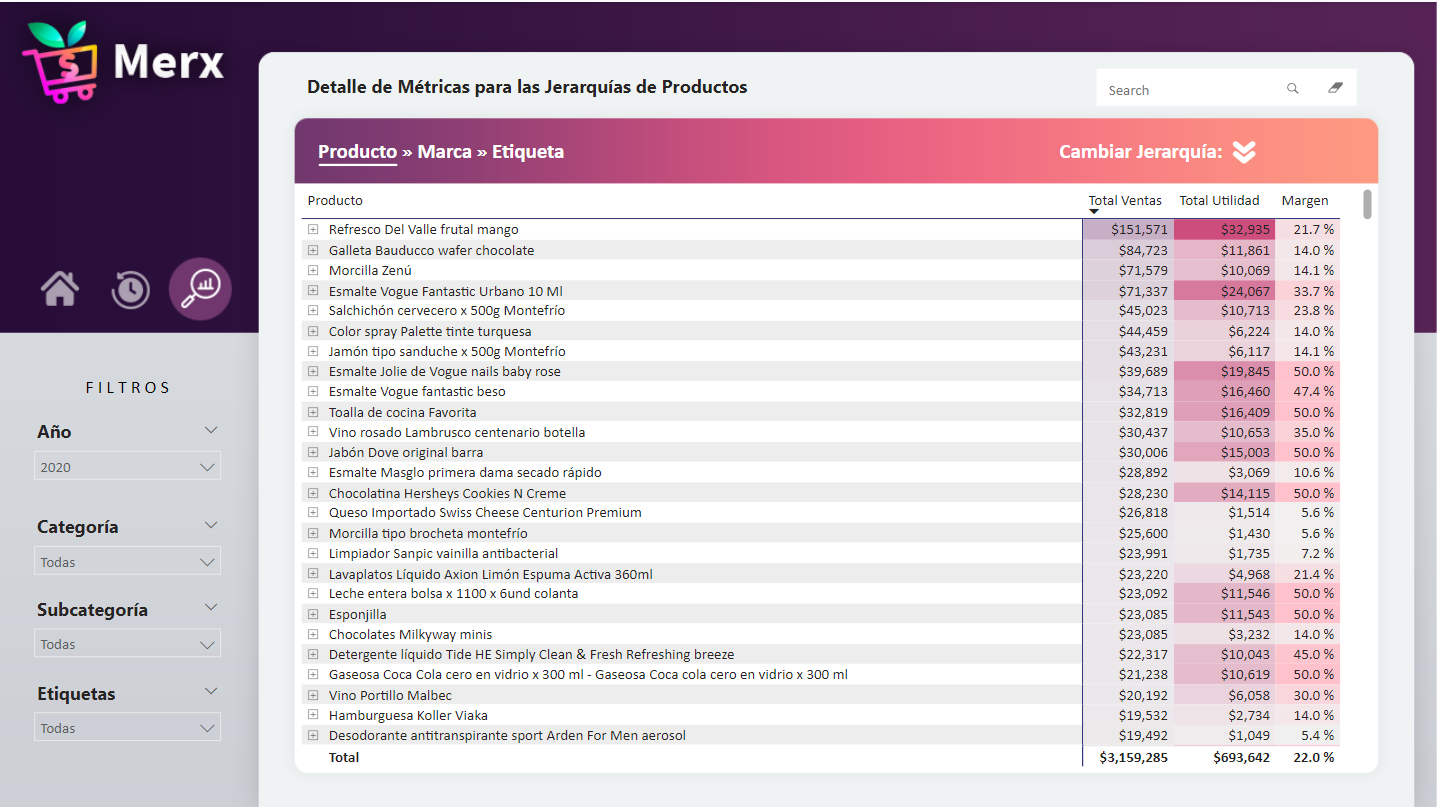 Merx
Detalle de Métricas para las Jerarquías de Productos
Search
Producto » Marca » Etiqueta
Cambiar Jerarquía:
Producto Total Ventas Total Utilidad Margen
Refresco Del Valle frutal mango $151,571 $32,935 21.7 %
Galleta Bauducco wafer chocolate $84,723 $11,861 14.0 %
Morcilla Zenú $71,579 $10,069 14.1 %
Esmalte Vogue Fantastic Urbano 10 Ml $71,337 $24,067 33.7 %
Salchichón cervecero x 500g Montefrío $45,023 $10,713 23.8 %
Color spray Palette tinte turquesa $44,459 $6,224 14.0 %
Jamón tipo sanduche x 500g Montefrío $43,231 $6,117 14.1 %
Esmalte Jolie de Vogue nails baby rose $39,689 $19,845 50.0 %
Esmalte Vogue fantastic beso $34,713 $16,460 47.4 %
Toalla de cocina Favorita $32,819 $16,409 50.0 %
Vino rosado Lambrusco centenario botella $30,437 $10,653 35.0 %
Jabón Dove original barra $30,006 $15,003 50.0 %
Esmalte Masglo primera dama secado rápido $28,892 $3,069 10.6 %
Chocolatina Hersheys Cookies N Creme $28,230 $14,115 50.0 %
Queso Importado Swiss Cheese Centurion Premium $26,818 $1,514 5.6 %
Morcilla tipo brocheta montefrío $25,600 $1,430 5.6 %
Limpiador Sanpic vainilla antibacterial $23,991 $1,735 7.2 %
Lavaplatos Líquido Axion Limón Espuma Activa 360ml $23,220 $4,968 21.4 %
Leche entera bolsa x 1100 x 6und colanta $23,092 $11,546 50.0 %
Esponjilla $23,085 $11,543 50.0 %
Chocolates Milkyway minis $23,085 $3,232 14.0 %
Detergente líquido Tide HE Simply Clean & Fresh Refreshing breeze $22,317 $10,043 45.0 %
Gaseosa Coca Cola cero en vidrio x 300 ml - Gaseosa Coca cola cero en vidrio x 300 ml $21,238 $10,619 50.0 %
Vino Portillo Malbec $20,192 $6,058 30.0 %
Hamburguesa Koller Viaka $19,532 $2,734 14.0 %
Desodorante antitranspirante sport Arden For Men aerosol $19,492 $1,049 5.4 %
Total $3,159,285 $693,642 22.0 %
FILTROS
Año
2020
Categoría
Todas
Subcategoría
Todas
Etiquetas
Todas